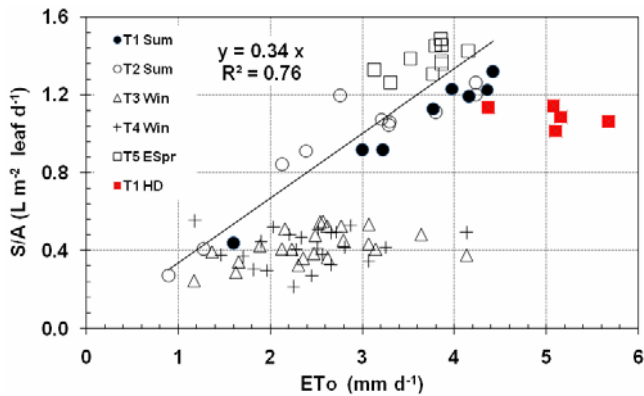 1.6
1.2
0.8
0.4
0.0
S/A (L m-2 leaf d-1)
T1 Sum
T2 Sum
T3 Win
T4 Win
T5 ESpr
T1 HD
y = 0.34 x
R² = 0.76
0 1 2 3 4 5 6
ETo (mm d-1)